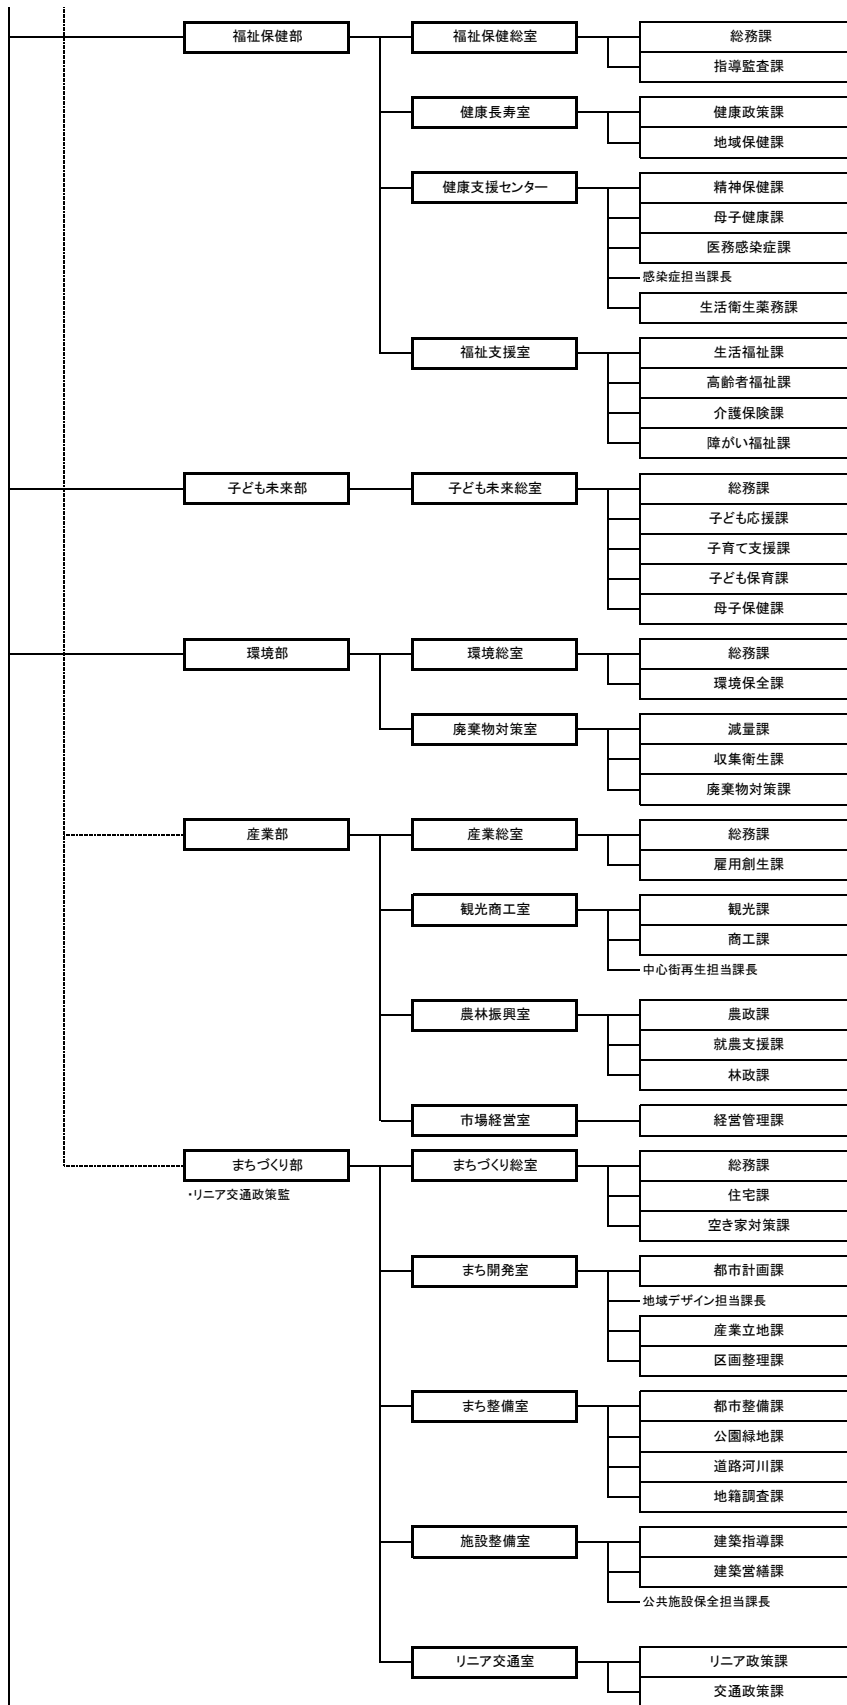 福祉保健部
福祉保健総室
総務課
指導監査課
健康長寿室
健康政策課
地域保健課
健康支援センター
精神保健課
母子健康課
医務感染症課
感染症担当課長
生活衛生薬務課
福祉支援室
生活福祉課
高齢者福祉課
介護保険課
障がい福祉課
子ども未来部
子ども未来総室
総務課
子ども応援課
子育て支援課
子ども保育課
母子保健課
環境部
環境総室
総務課
環境保全課
廃棄物対策室
減量課
収集衛生課
廃棄物対策課
産業部
産業総室
総務課
雇用創生課
観光商工室
観光課
商工課
中心街再生担当課長
農林振興室
農政課
就農支援課
林政課
市場経営室
経営管理課
まちづくり部
・リニア交通政策監
まちづくり総室
総務課
住宅課
空き家対策課
まち開発室
都市計画課
地域デザイン担当課長
産業立地課
区画整理課
まち整備室
都市整備課
公園緑地課
道路河川課
地籍調査課
施設整備室
建築指導課
建築営繕課
公共施設保全担当課長
リニア交通室
リニア政策課
交通政策課